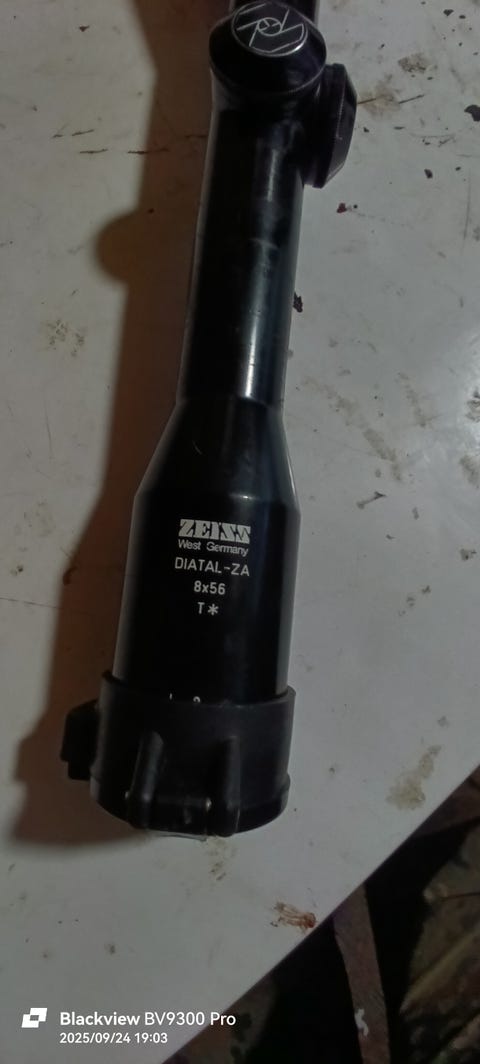 ZEISS
West Germany
DIATAL-ZA
8x56
T*
Blackview BV9300 Pro
2025/09/24 19:03